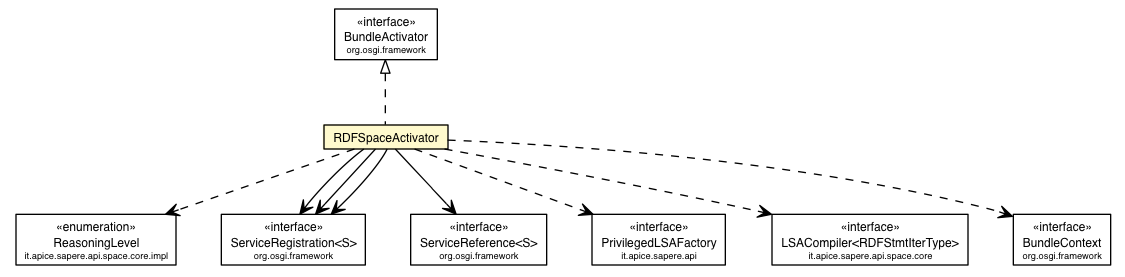 «interface»
BundleActivator
org.osgi.framework
RDFSpaceActivator
«enumeration»
ReasoningLevel
it.apice.sapere.api.space.core.impl
«interface»
ServiceRegistration<S>
org.osgi.framework
«interface»
ServiceReference<S>
org.osgi.framework
«interface»
PrivilegedLSAFactory
it.apice.sapere.api
«interface»
LSACompiler<RDFStmtIterType>
it.apice.sapere.api.space.core
«interface»
BundleContext
org.osgi.framework